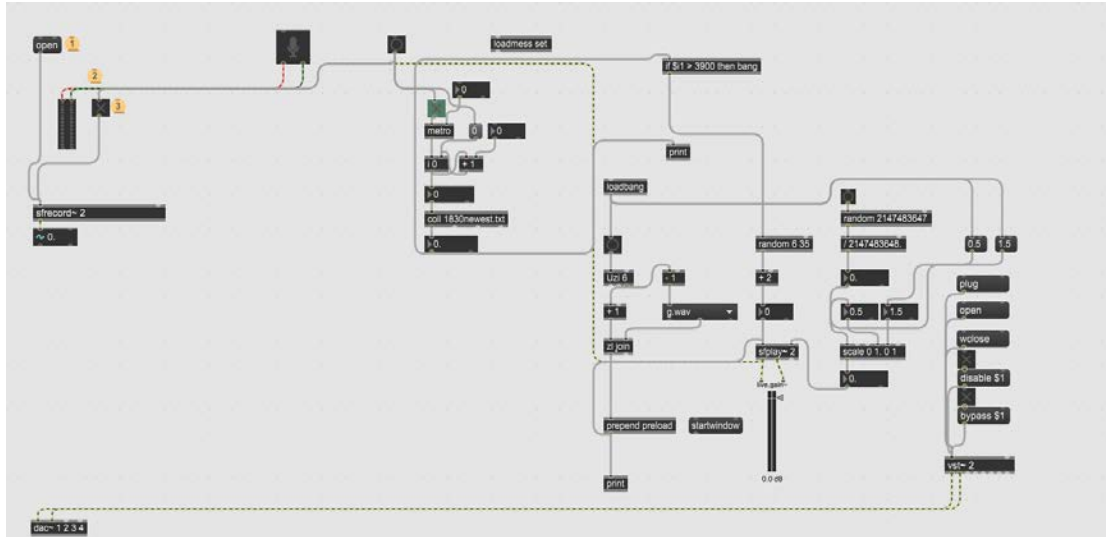 open
1
loadmess set
if $i1 > 3900 then bang
2
3
0
metro
0
0
i 0
+ 1
print
0
coll 1830newest.txt
0.
loadbang
random 2147483647
sfrecord~ 2
0.
/ 2147483648.
random 6 35
0.5
1.5
Uzi 6
- 1
+ 2
0.
plug
+ 1
g.wav
0
0.5
1.5
open
zl join
sfplay~ 2
scale 0 1. 0 1
wclose
0.
disable $1
live.gain~
bypass $1
prepend preload
startwindow
vst~ 2
0.0 dB
print
dac~ 1 2 3 4